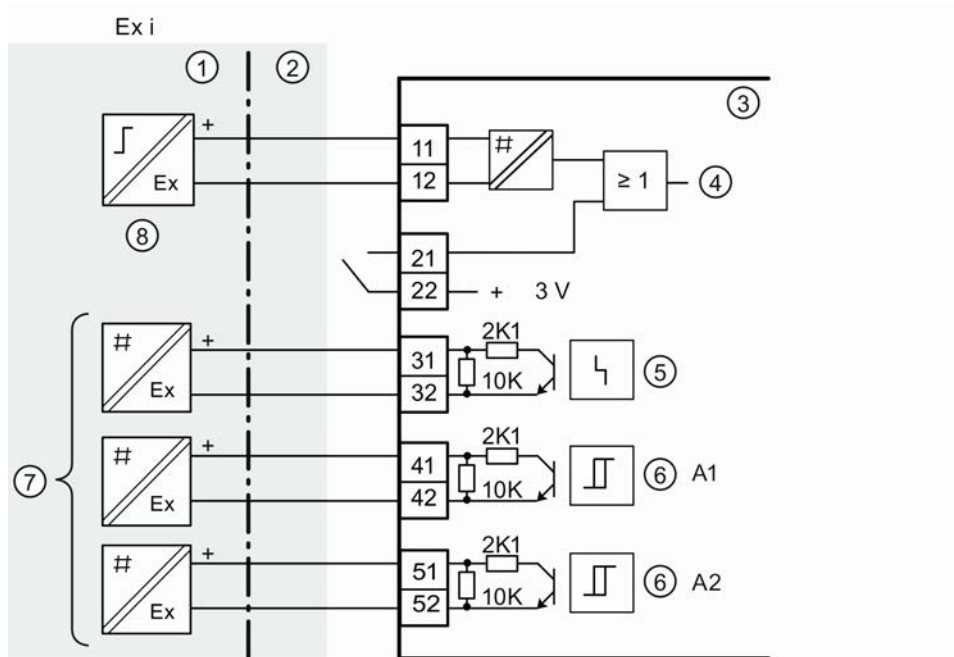 Ex i
① ②
③
+
Ex
11
12
#
≥ 1
④
⑧
21
22
+ 3 V
#
+
Ex
31
32
2K1
10K
⑤
⑦
#
+
Ex
41
42
2K1
10K
⑥ A1
#
+
Ex
51
52
2K1
10K
⑥ A2